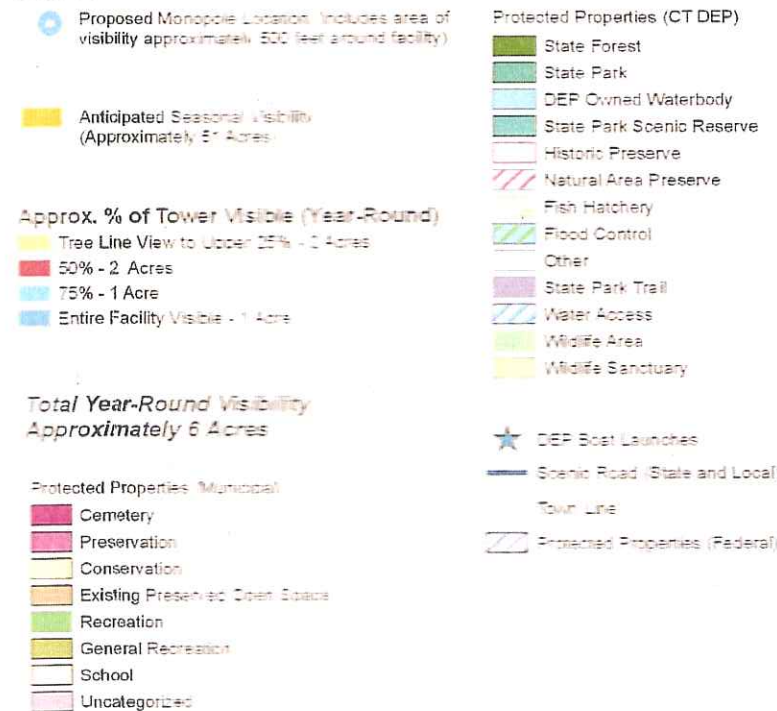 Proposed Monopole Location (Includes area of
visibility approximately 500 feet around facility)
Anticipated Seasonal Visibility
(Approximately 51 Acres)
Approx. % of Tower Visible (Year-Round)
Tree Line View to Upper 25% - 2 Acres
50% - 2 Acres
75% - 1 Acre
Entire Facility Visible - 1 Acre
Total Year-Round Visibility
Approximately 6 Acres
Protected Properties (Municipal)
Cemetery
Preservation
Conservation
Existing Preserved Open Space
Recreation
General Recreation
School
Uncategorized
Protected Properties (CT DEP)
State Forest
State Park
DEP Owned Waterbody
State Park Scenic Reserve
Historic Preserve
Natural Area Preserve
Fish Hatchery
Flood Control
Other
State Park Trail
Water Access
Wildlife Area
Wildlife Sanctuary
DEP Boat Launches
Scenic Road (State and Local)
Town Line
Protected Properties (Federal)